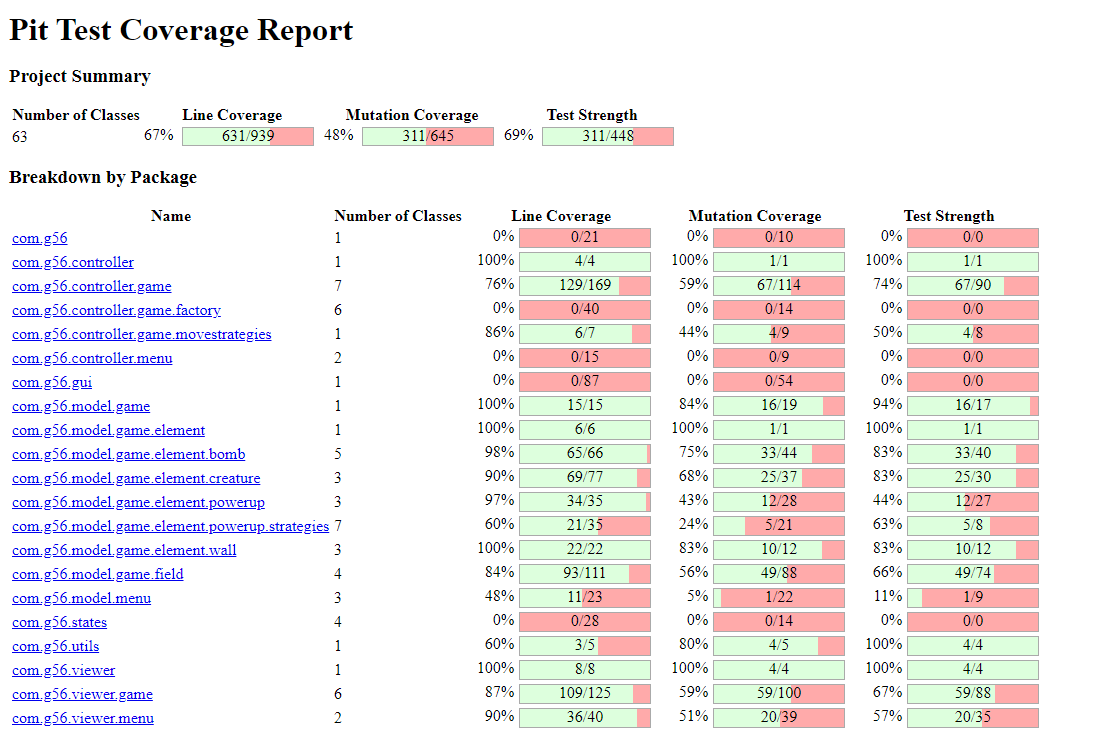 Pit Test Coverage Report
Project Summary
Number of Classes Line Coverage Mutation Coverage Test Strength
63 67% 631/939 48% 311/645 69% 311/448
Breakdown by Package
Name Number of Classes Line Coverage Mutation Coverage Test Strength
com.g56 1 0% 0/21 0% 0/10 0% 0/0
com.g56.controller 1 100% 4/4 100% 1/1 100% 1/1
com.g56.controller.game 7 76% 129/169 59% 67/114 74% 67/90
com.g56.controller.game.factory 6 0% 0/40 0% 0/14 0% 0/0
com.g56.controller.game.movestrategies 1 86% 6/7 44% 4/9 50% 4/8
com.g56.controller.menu 2 0% 0/15 0% 0/9 0% 0/0
com.g56.gui 1 0% 0/87 0% 0/54 0% 0/0
com.g56.model.game 1 100% 15/15 84% 16/19 94% 16/17
com.g56.model.game.element 1 100% 6/6 100% 1/1 100% 1/1
com.g56.model.game.element.bomb 5 98% 65/66 75% 33/44 83% 33/40
com.g56.model.game.element.creature 3 90% 69/77 68% 25/37 83% 25/30
com.g56.model.game.element.powerup 3 97% 34/35 43% 12/28 44% 12/27
com.g56.model.game.element.powerup.strategies 7 60% 21/35 24% 5/21 63% 5/8
com.g56.model.game.element.wall 3 100% 22/22 83% 10/12 83% 10/12
com.g56.model.game.field 4 84% 93/111 56% 49/88 66% 49/74
com.g56.model.menu 3 48% 11/23 5% 1/22 11% 1/9
com.g56.states 4 0% 0/28 0% 0/14 0% 0/0
com.g56.utils 1 60% 3/5 80% 4/5 100% 4/4
com.g56.viewer 1 100% 8/8 100% 4/4 100% 4/4
com.g56.viewer.game 6 87% 109/125 59% 59/100 67% 59/88
com.g56.viewer.menu 2 90% 36/40 51% 20/39 57% 20/35